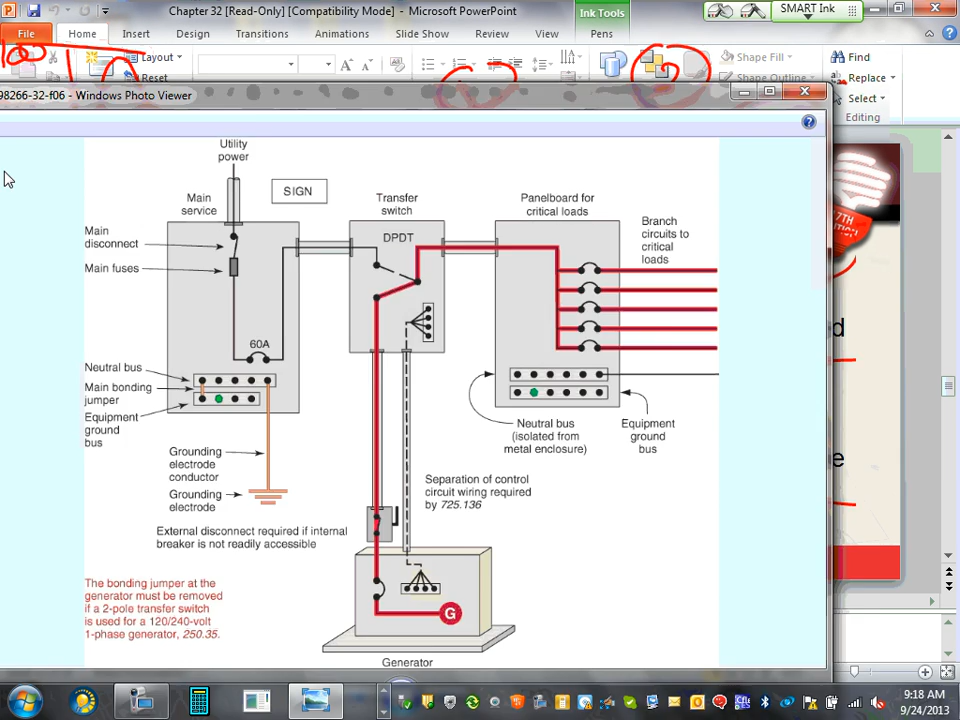 Chapter 32 [Read-Only] [Compatibility Mode] - Microsoft PowerPoint
Ink Tools
SMART Ink
File
Home
Insert
Design
Transitions
Animations
Slide Show
Review
View
Pens
Layout
Reset
Shape Fill
Shape Outline
Find
Replace
Select
Editing
98266-32-f06 - Windows Photo Viewer
Utility
power
SIGN
Main
service
Transfer
switch
Panelboard for
critical loads
Main
disconnect
DPDT
Branch
circuits to
critical
loads
Main fuses
60A
Neutral bus
Main bonding
jumper
Equipment
ground
bus
Neutral bus
(isolated from
metal enclosure)
Equipment
ground
bus
Grounding
electrode
conductor
Grounding
electrode
Separation of control
circuit wiring required
by 725.136
External disconnect required if internal
breaker is not readily accessible
The bonding jumper at the
generator must be removed
if a 2-pole transfer switch
is used for a 120/240-volt
1-phase generator, 250.35.
G
Generator
7TH
d
e
9:18 AM
9/24/2013